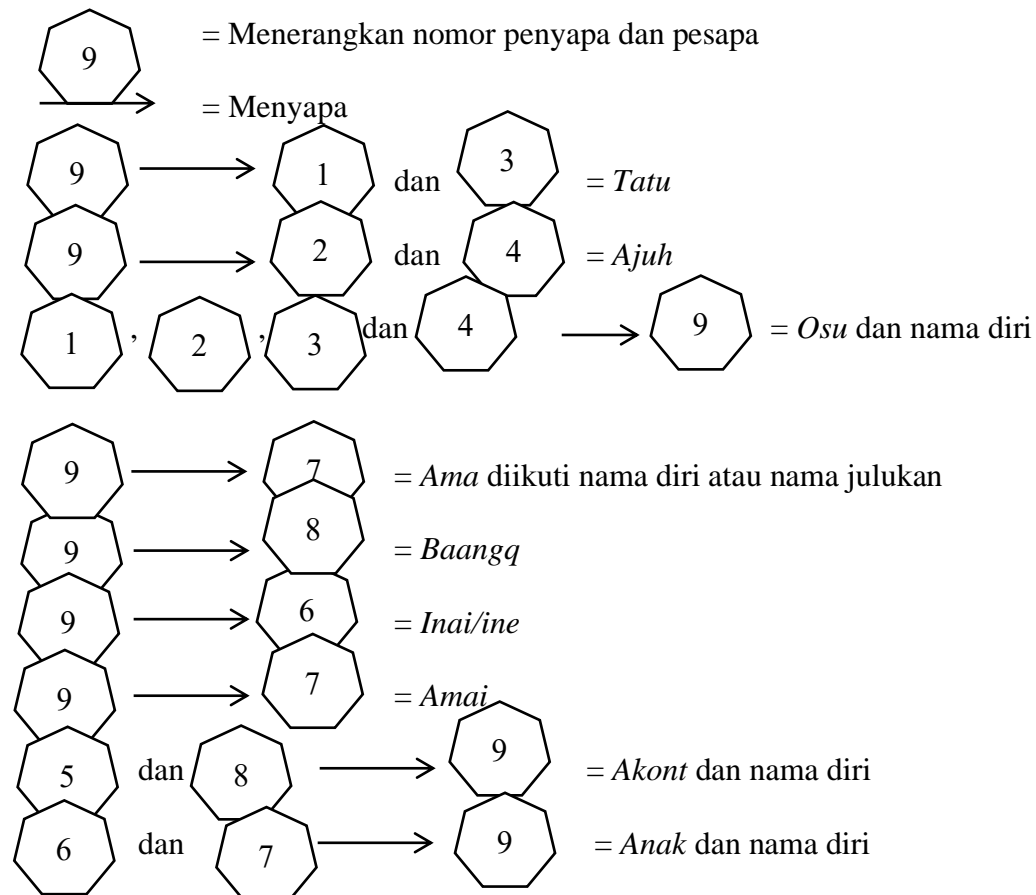 9 = Menerangkan nomor penyapa dan pesapa
= Menyapa
9 1 dan 3 = Tatu
9 2 dan 4 = Ajuh
1 , 2 , 3 dan 4 9 = Osu dan nama diri
9 7 = Ama diikuti nama diri atau nama julukan
9 8 = Baangq
9 6 = Inai/ine
9 7 = Amai
5 dan 8 9 = Akont dan nama diri
6 dan 7 9 = Anak dan nama diri